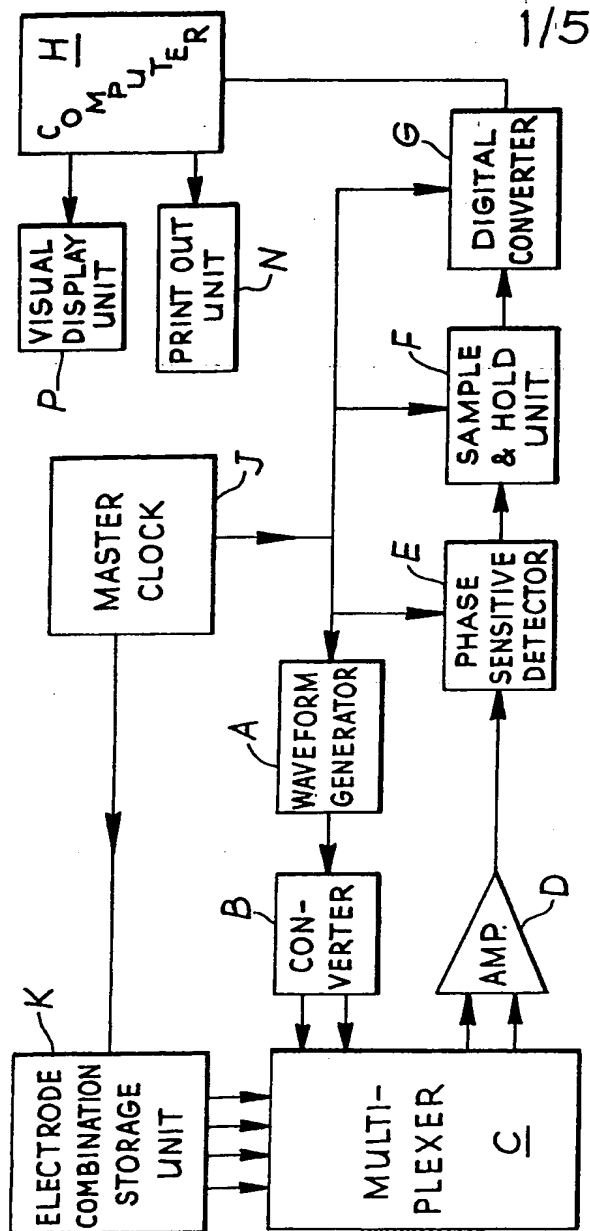 1/5
H
COMPUTER
VISUAL
DISPLAY
UNIT
P
PRINT OUT
UNIT
N
G
DIGITAL
CONVERTER
F
SAMPLE
& HOLD
UNIT
MASTER
CLOCK
J
E
PHASE
SENSITIVE
DETECTOR
A
WAVEFORM
GENERATOR
B
CON-
VERTER
D
AMP.
K
ELECTRODE
COMBINATION
STORAGE
UNIT
MULTI-
PLEXER
C